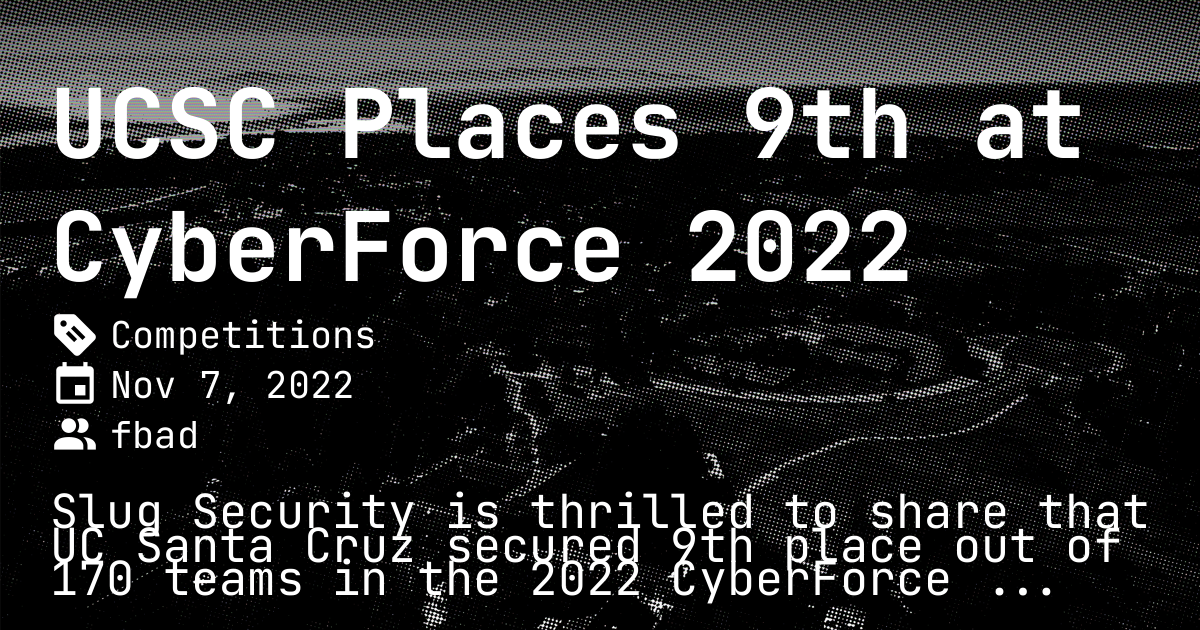 UCSC Places 9th at
CyberForce 2022
Competitions
Nov 7, 2022
fbad
Slug Security is thrilled to share that
UC Santa Cruz secured 9th place out of
170 teams in the 2022 CyberForce ...